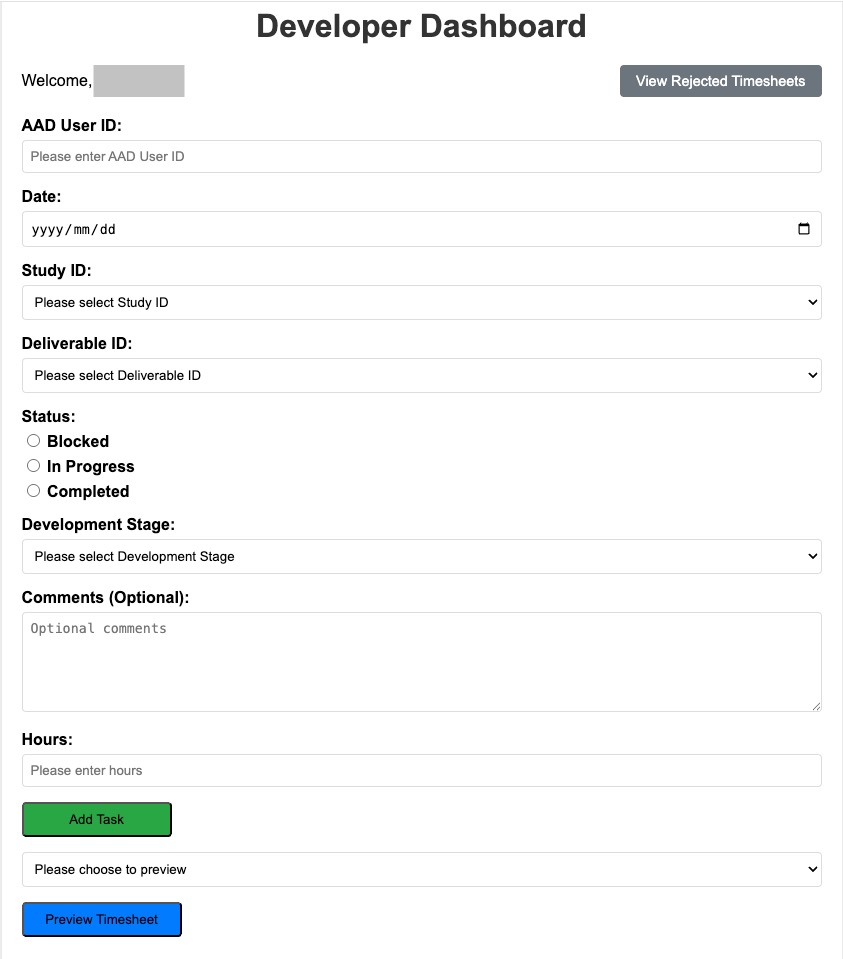 Developer Dashboard
Welcome,
View Rejected Timesheets
AAD User ID:
Please enter AAD User ID
Date:
yyyy/mm/dd
Study ID:
Please select Study ID
Deliverable ID:
Please select Deliverable ID
Status:
Blocked
In Progress
Completed
Development Stage:
Please select Development Stage
Comments (Optional):
Optional comments
Hours:
Please enter hours
Add Task
Please choose to preview
Preview Timesheet